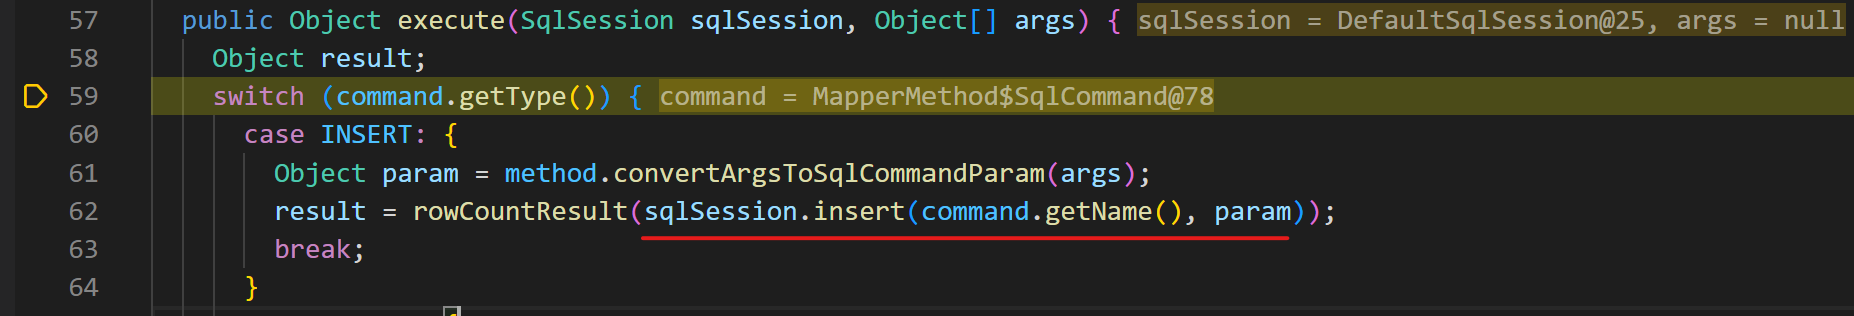 57 public Object execute(SqlSession sqlSession, Object[] args) { sqlSession = DefaultSqlSession@25, args = null
58 Object result;
59 switch (command.getType()) { command = MapperMethod$SqlCommand@78
60 case INSERT: {
61 Object param = method.convertArgsToSqlCommandParam(args);
62 result = rowCountResult(sqlSession.insert(command.getName(), param));
63 break;
64 }